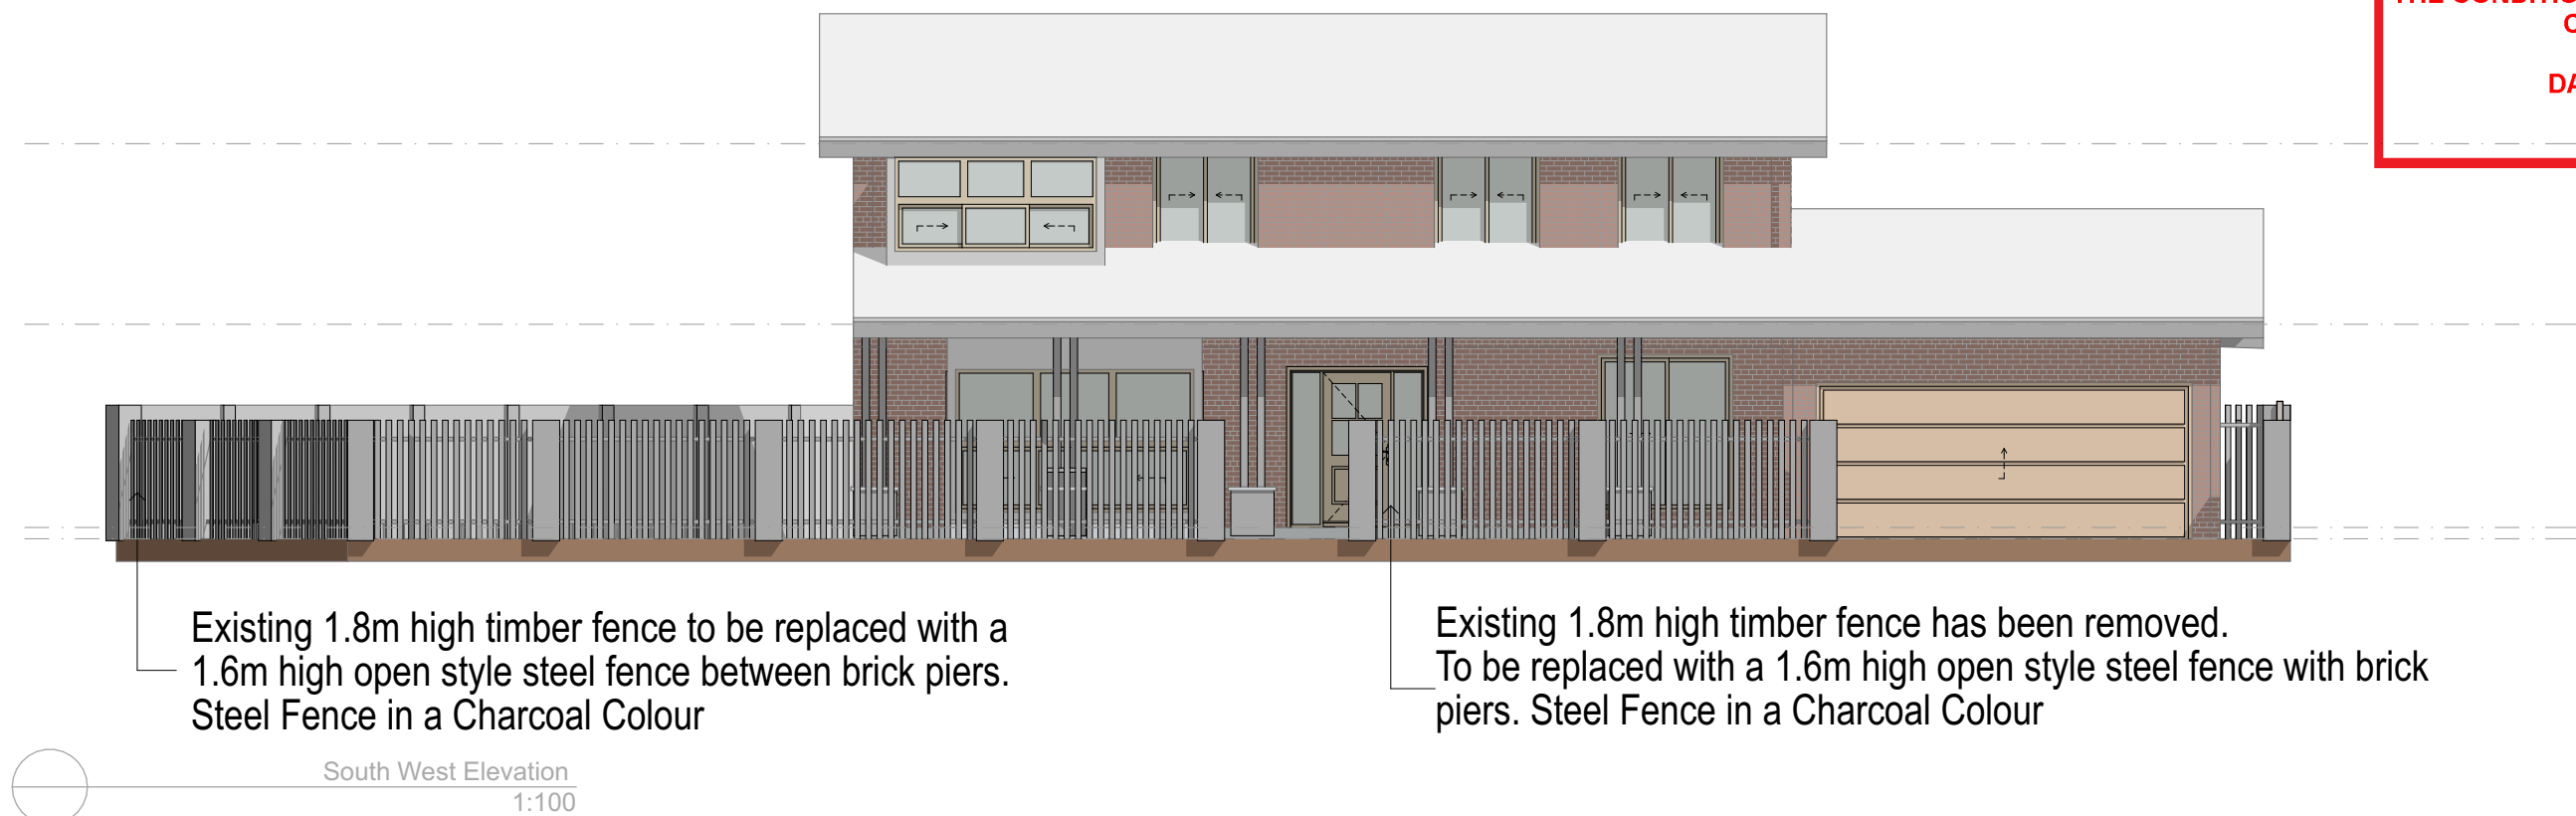 Existing 1.8m high timber fence to be replaced with a
1.6m high open style steel fence between brick piers.
Steel Fence in a Charcoal Colour
Existing 1.8m high timber fence has been removed.
To be replaced with a 1.6m high open style steel fence with brick
piers. Steel Fence in a Charcoal Colour
South West Elevation
1:100